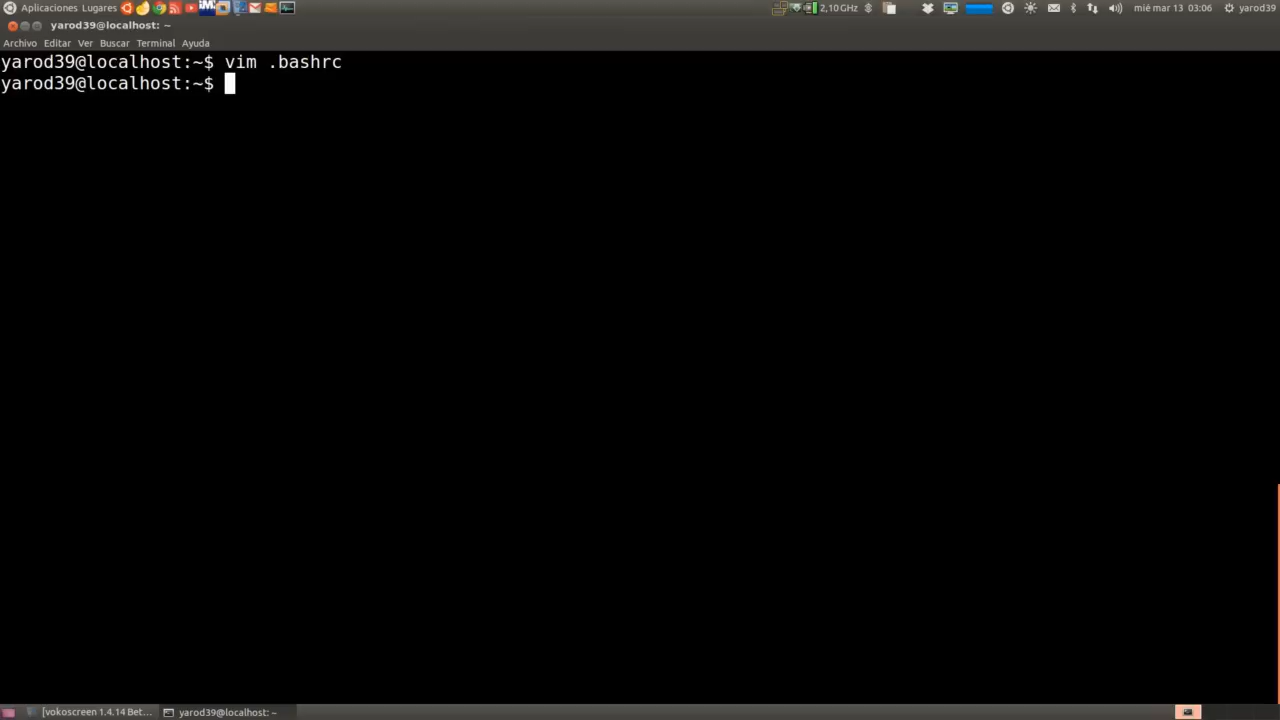 Aplicaciones Lugares 2,10 GHz mié mar 13 03:06 yarod39
yarod39@localhost: ~
Archivo Editar Ver Buscar Terminal Ayuda
yarod39@localhost:~$ vim .bashrc
yarod39@localhost:~$
[vokoscreen 1.4.14 Bet... yarod39@localhost: ~